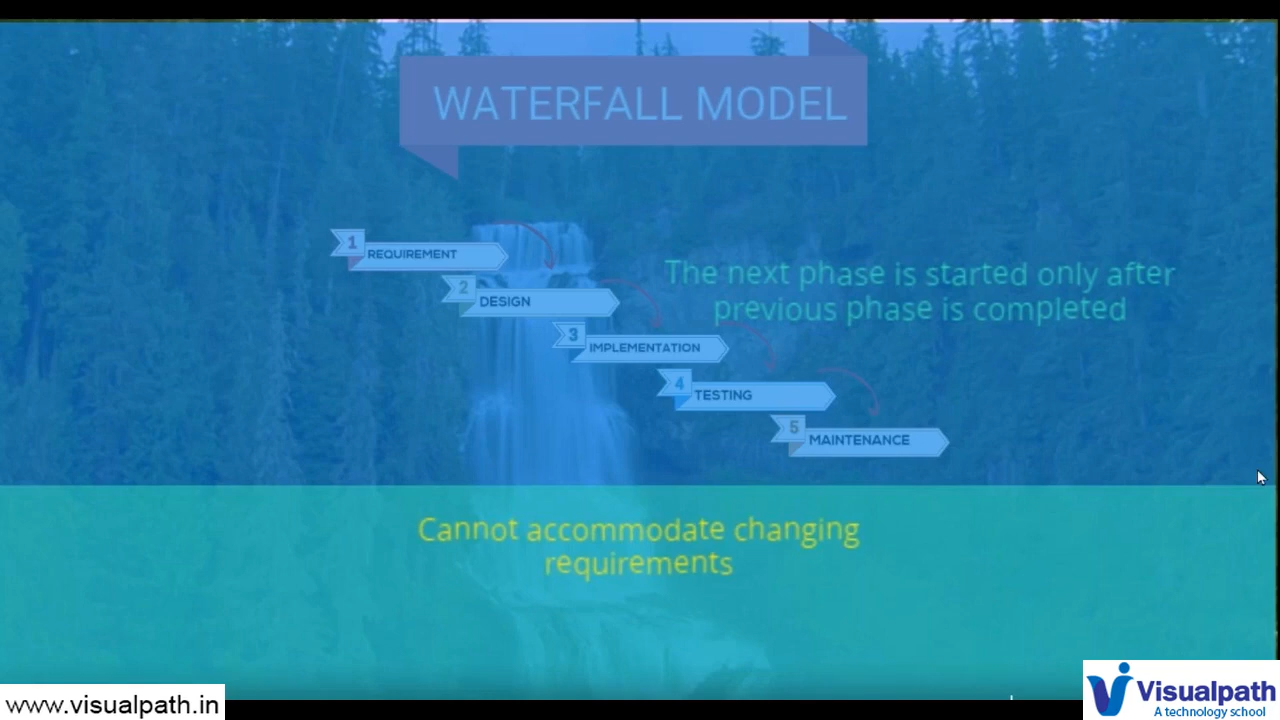 WATERFALL MODEL
1
REQUIREMENT
2
DESIGN
The next phase is started only after
previous phase is completed
3
IMPLEMENTATION
4
TESTING
5
MAINTENANCE
Cannot accommodate changing
requirements
www.visualpath.in
Visualpath
A technology school